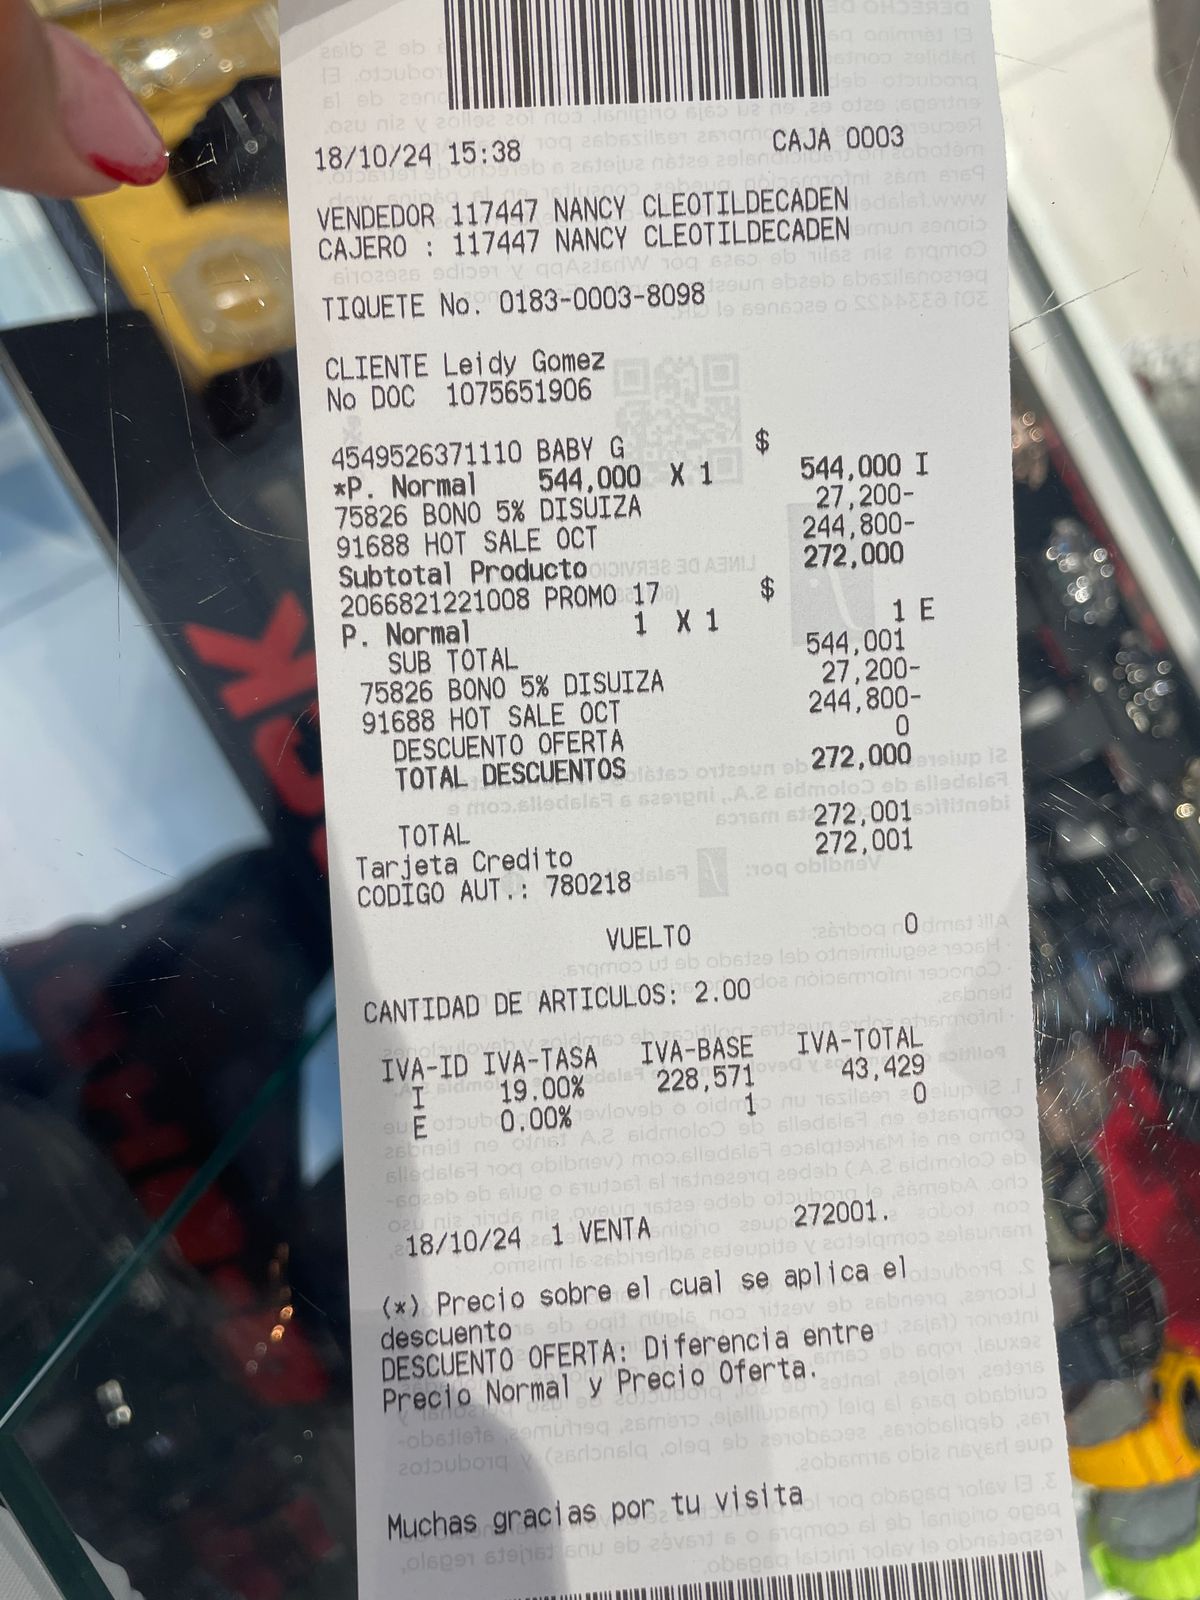 18/10/24 15:38 CAJA 0003
VENDEDOR 117447 NANCY CLEOTILDECADEN
CAJERO : 117447 NANCY CLEOTILDECADEN
TIQUETE No. 0183-0003-8098
CLIENTE Leidy Gomez
No DOC 1075651906
4549526371110 BABY G $
*P. Normal 544,000 X 1 544,000 I
75826 BONO 5% DISUIZA 27,200-
91688 HOT SALE OCT 244,800-
Subtotal Producto 272,000
2066821221008 PROMO 17 $
P. Normal 1 X 1 1 E
SUB TOTAL 544,001
75826 BONO 5% DISUIZA 27,200-
91688 HOT SALE OCT 244,800-
DESCUENTO OFERTA 0
TOTAL DESCUENTOS 272,000
TOTAL 272,001
Tarjeta Credito 272,001
CODIGO AUT.: 780218
VUELTO 0
CANTIDAD DE ARTICULOS: 2.00
IVA-ID IVA-TASA IVA-BASE IVA-TOTAL
I 19.00% 228,571 43,429
E 0.00% 1 0
18/10/24 1 VENTA 272001.
(*) Precio sobre el cual se aplica el
descuento
DESCUENTO OFERTA: Diferencia entre
Precio Normal y Precio Oferta.
Muchas gracias por tu visita